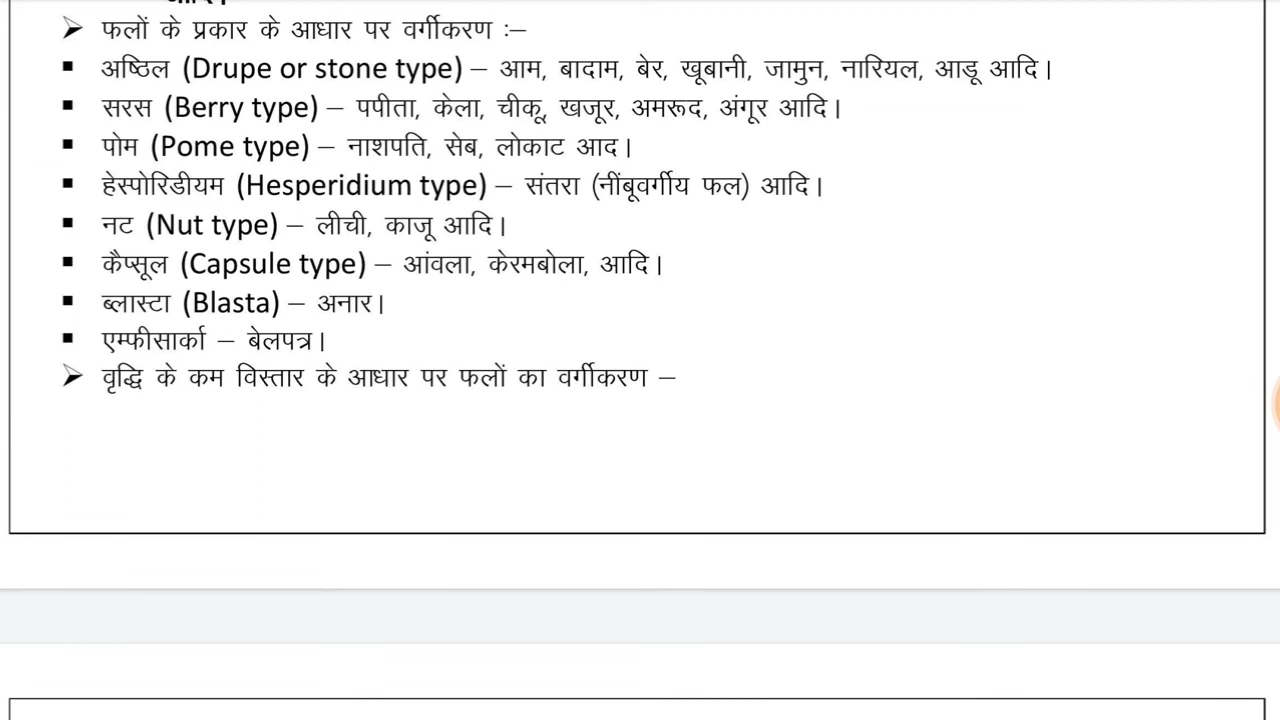 फलों के प्रकार के आधार पर वर्गीकरण :–
अष्ठिल (Drupe or stone type) – आम, बादाम, बेर, खूबानी, जामुन, नारियल, आडू आदि।
सरस (Berry type) – पपीता, केला, चीकू, खजूर, अमरूद, अंगूर आदि।
पोम (Pome type) – नाशपति, सेब, लोकाट आद।
हेस्पोरिडीयम (Hesperidium type) – संतरा (नींबूवर्गीय फल) आदि।
नट (Nut type) – लीची, काजू आदि।
कैप्सूल (Capsule type) – आंवला, केरमबोला, आदि।
ब्लास्टा (Blasta) – अनार।
एम्फीसार्का – बेलपत्र।
वृद्धि के कम विस्तार के आधार पर फलों का वर्गीकरण –